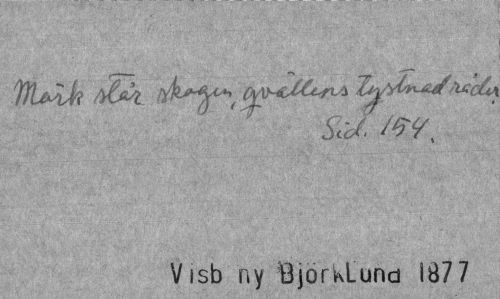 Mörk står skogen, qvällens tystnad råder.
Sid. 154.
Visb ny Björklund 1877